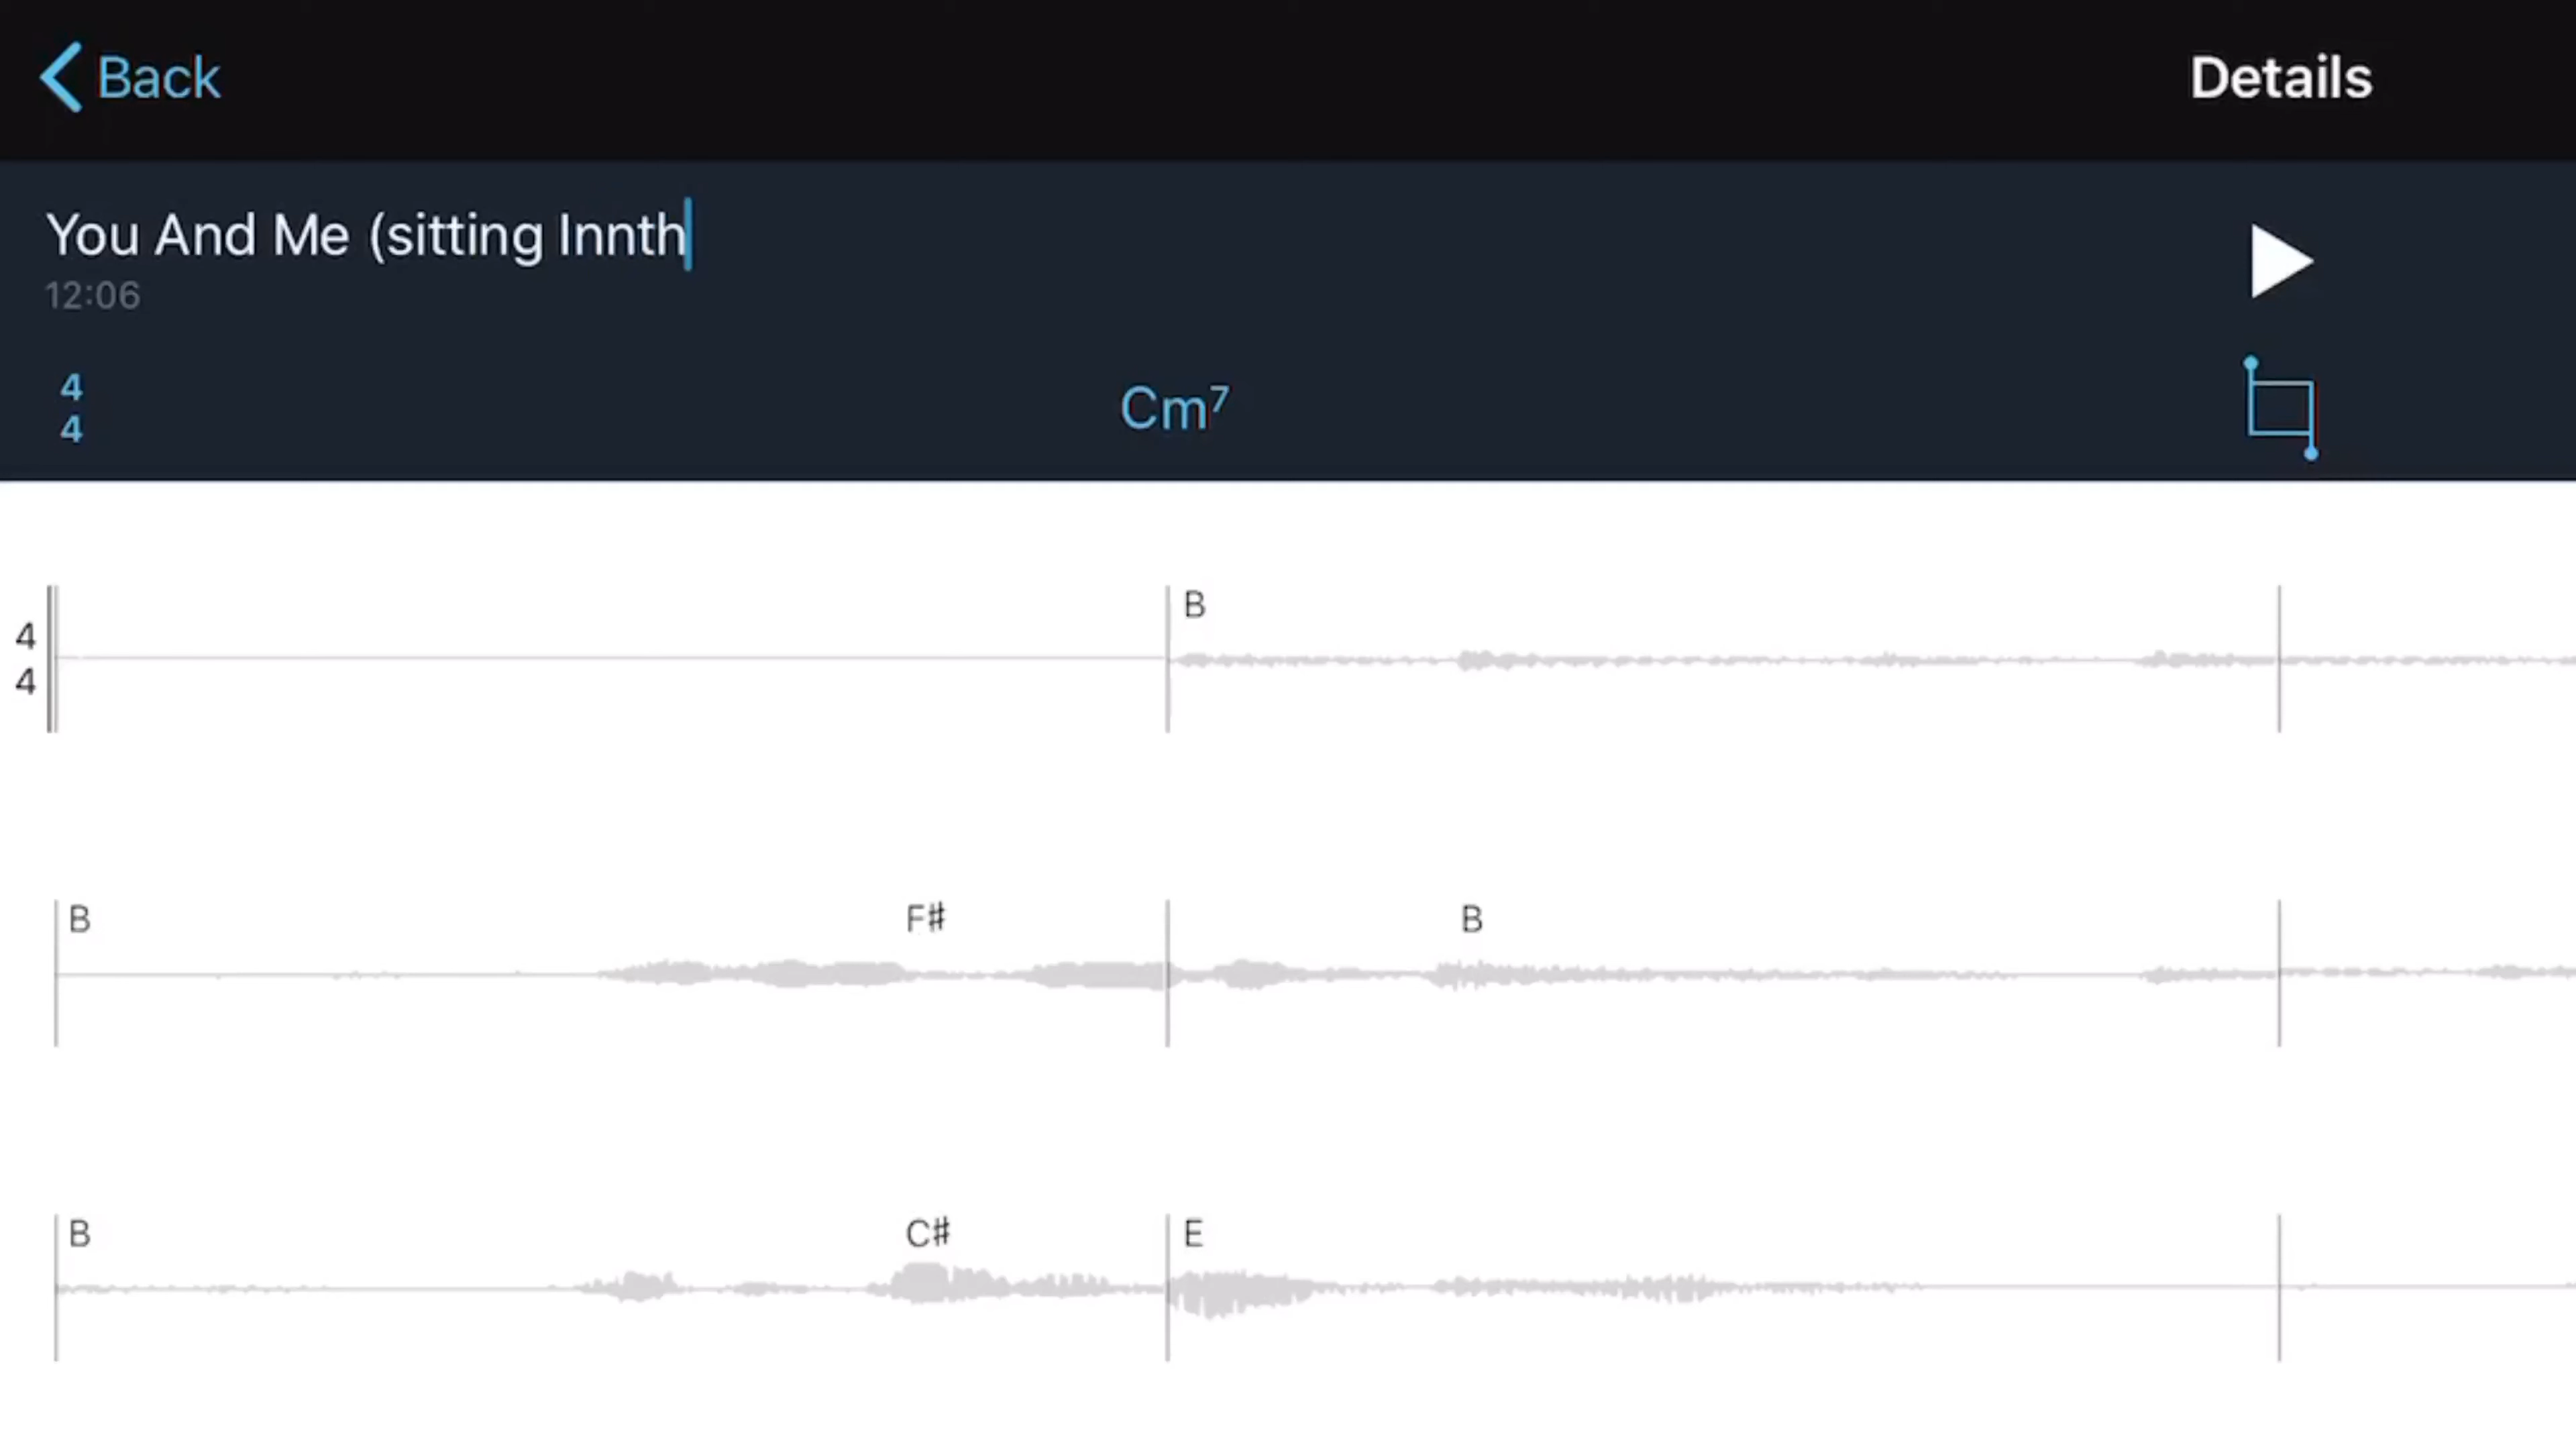 Back Details
You And Me (sitting Innth
12:06
4
4
Cm⁷
B
4
4
B F♯ B
B C♯ E